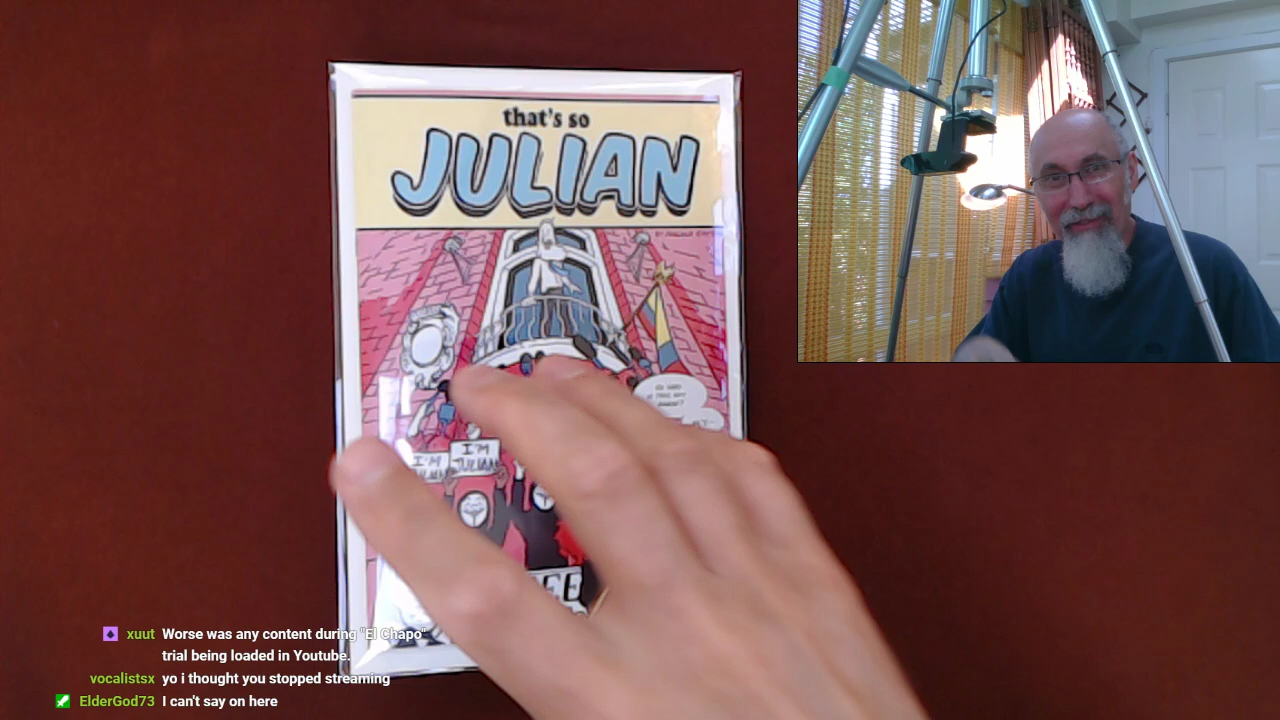 that's so
JULIAN
I'M
I'M
JULIAN
xuut Worse was any content during "El Chapo"
trial being loaded in Youtube.
vocalistsx yo i thought you stopped streaming
ElderGod73 I can't say on here